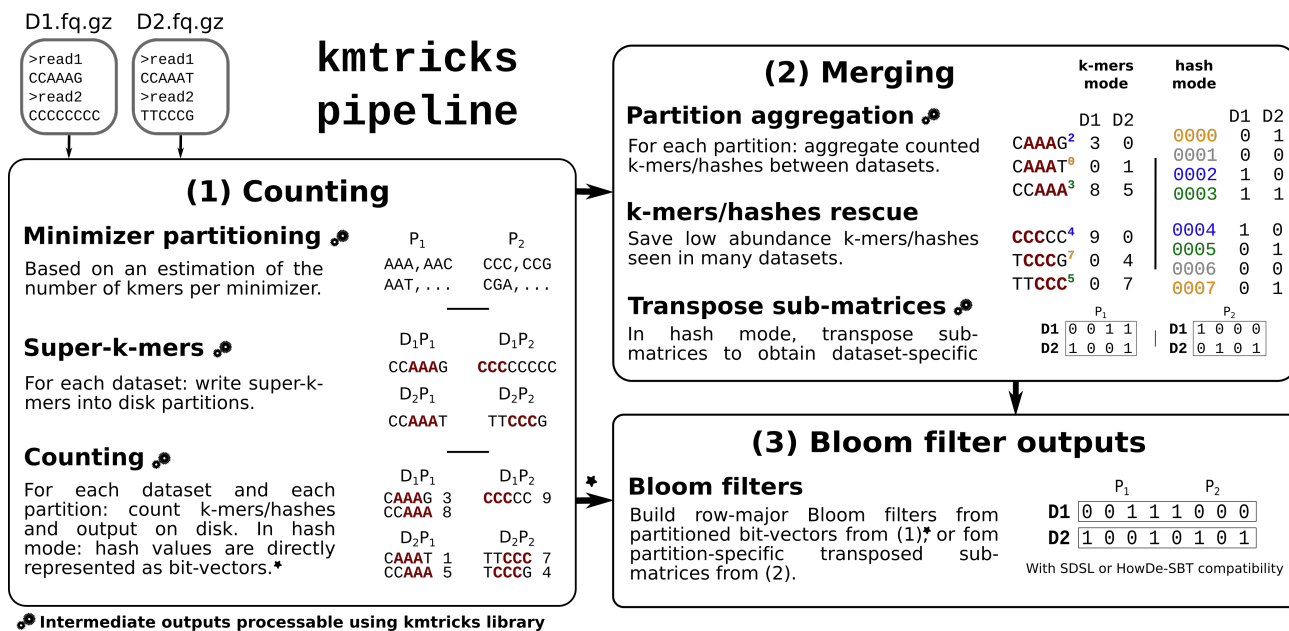 D1.fq.gz D2.fq.gz
>read1
CCAAAG
>read2
CCCCCCCC
>read1
CCAAAT
>read2
TTCCCG
kmtricks
pipeline
(1) Counting
Minimizer partitioning
Based on an estimation of the
number of kmers per minimizer.
P1 P2
AAA,AAC CCC,CCG
AAT,... CGA,...
Super-k-mers
For each dataset: write super-k-
mers into disk partitions.
D1P1 D1P2
CCAAAG CCCCCCCC
D2P1 D2P2
CCAAAT TTCCCG
Counting
For each dataset and each
partition: count k-mers/hashes
and output on disk. In hash
mode: hash values are directly
represented as bit-vectors.★
D1P1 D1P2
CAAAG 3 CCCCC 9
CCAAA 8
D2P1 D2P2
CAAAT 1 TTCCC 7
CCAAA 5 TCCCG 4
Intermediate outputs processable using kmtricks library
★
(2) Merging
k-mers
mode
hash
mode
Partition aggregation
For each partition: aggregate counted
k-mers/hashes between datasets.
k-mers/hashes rescue
Save low abundance k-mers/hashes
seen in many datasets.
Transpose sub-matrices
In hash mode, transpose sub-
matrices to obtain dataset-specific
D1 D2
CAAAG2 3 0
CAAAT0 0 1
CCAAA3 8 5
CCCCC4 9 0
TCCCG7 0 4
TTCCC5 0 7
D1 D2
0000 0 1
0001 0 0
0002 1 0
0003 1 1
0004 1 0
0005 0 1
0006 0 0
0007 0 1
P1 P2
D1 0 0 1 1 | D1 1 0 0 0
D2 1 0 0 1 D2 0 1 0 1
(3) Bloom filter outputs
Bloom filters
Build row-major Bloom filters from
partitioned bit-vectors from (1)★, or fom
partition-specific transposed sub-
matrices from (2).
P1 P2
D1 0 0 1 1 1 0 0 0
D2 1 0 0 1 0 1 0 1
With SDSL or HowDe-SBT compatibility